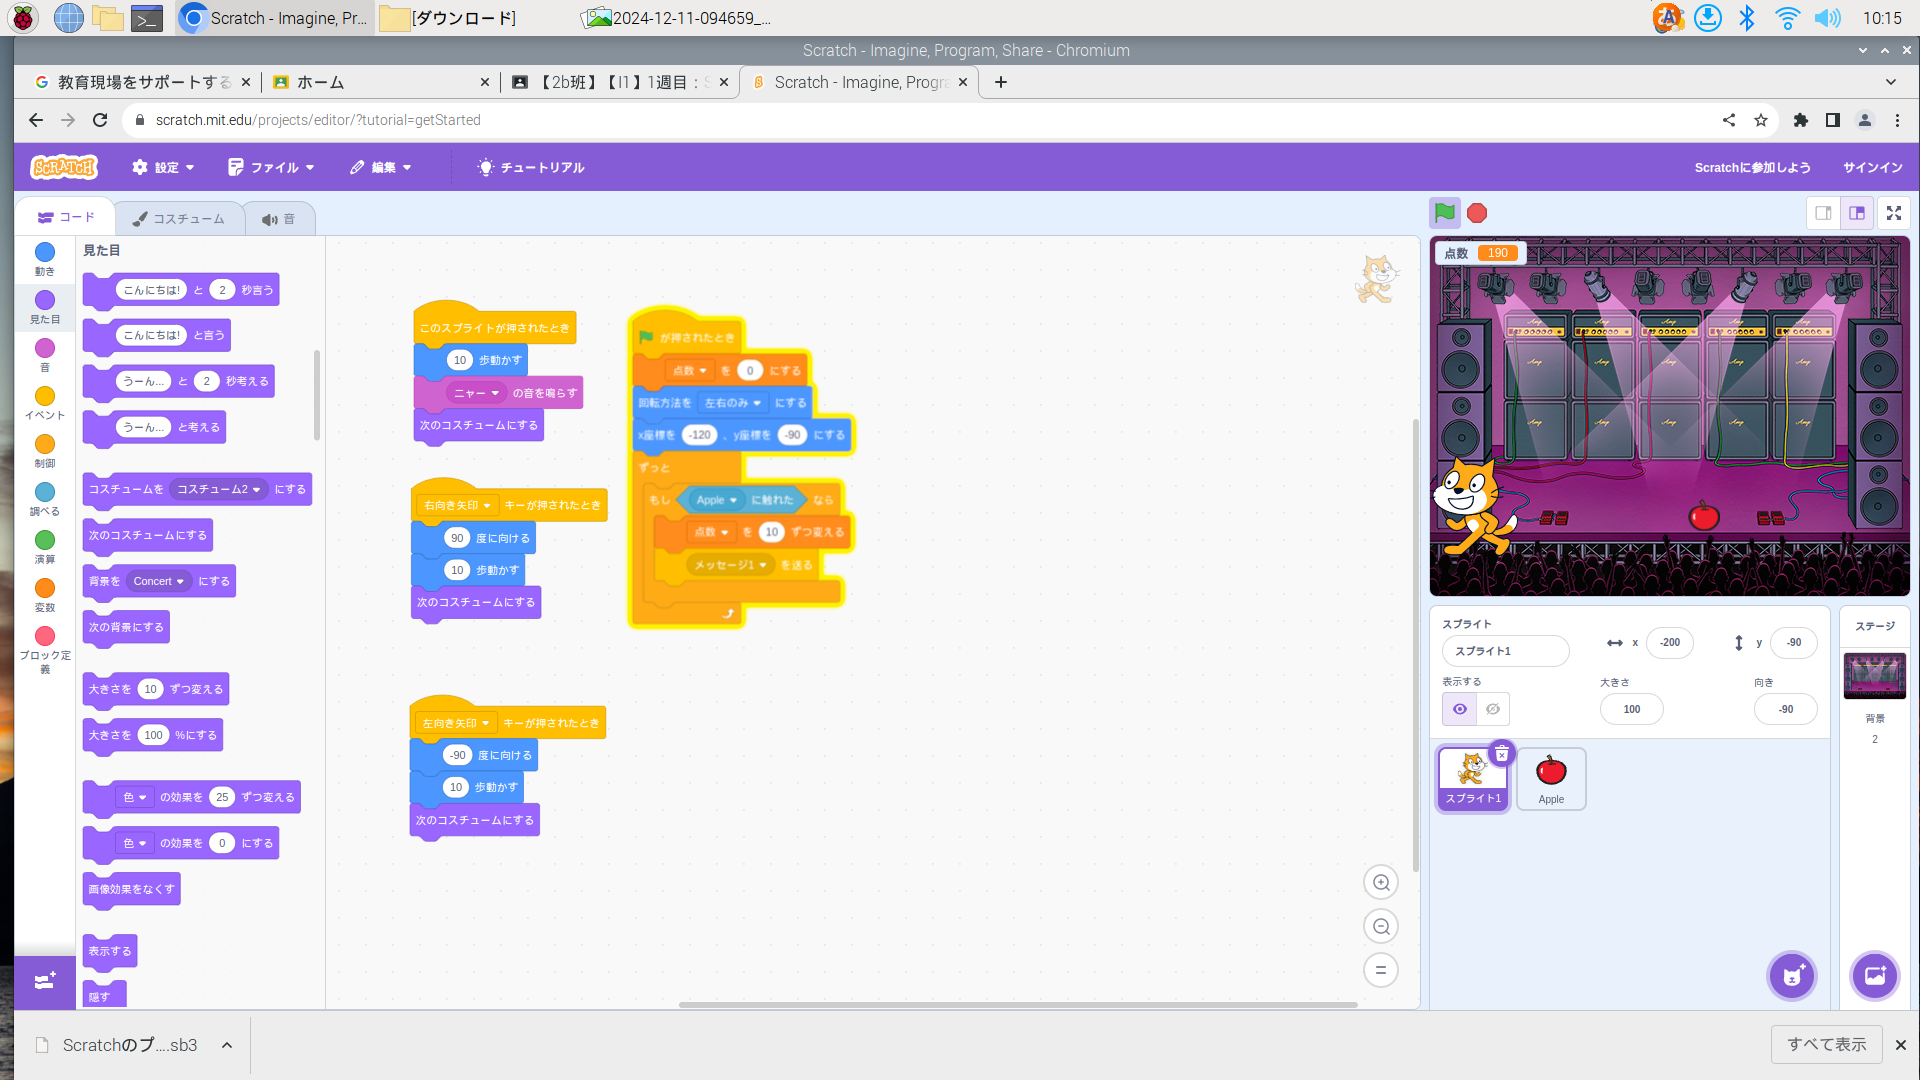 Scratch - Imagine, Pr...
[ダウンロード]
2024-12-11-094659_...
10:15
Scratch - Imagine, Program, Share - Chromium
教育現場をサポートする
ホーム
【2b班】【I1】1週目：S
Scratch - Imagine, Progra
scratch.mit.edu/projects/editor/?tutorial=getStarted
SCRATCH
設定
ファイル
編集
チュートリアル
Scratchに参加しよう
サインイン
コード
コスチューム
音
動き
見た目
音
イベント
制御
調べる
演算
変数
ブロック定
義
見た目
こんにちは! と 2 秒言う
こんにちは! と言う
うーん... と 2 秒考える
うーん... と考える
コスチュームを コスチューム2 にする
次のコスチュームにする
背景を Concert にする
次の背景にする
大きさを 10 ずつ変える
大きさを 100 %にする
色 の効果を 25 ずつ変える
色 の効果を 0 にする
画像効果をなくす
表示する
隠す
このスプライトが押されたとき
10 歩動かす
ニャー の音を鳴らす
次のコスチュームにする
右向き矢印 キーが押されたとき
90 度に向ける
10 歩動かす
次のコスチュームにする
左向き矢印 キーが押されたとき
-90 度に向ける
10 歩動かす
次のコスチュームにする
が押されたとき
点数 を 0 にする
回転方法を 左右のみ にする
x座標を -120 、y座標を -90 にする
ずっと
もし Apple に触れた なら
点数 を 10 ずつ変える
メッセージ1 を送る
点数 190
Amp
Amp
Amp
Amp
Amp
Amp
Amp
Amp
Amp
Amp
スプライト
スプライト1
x -200
y -90
表示する
大きさ
100
向き
-90
スプライト1
Apple
ステージ
背景
2
Scratchのプ....sb3
すべて表示